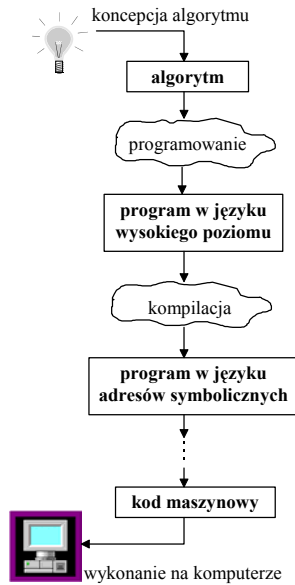 koncepcja algorytmu
algorytm
programowanie
program w języku
wysokiego poziomu
kompilacja
program w języku
adresów symbolicznych
kod maszynowy
wykonanie na komputerze